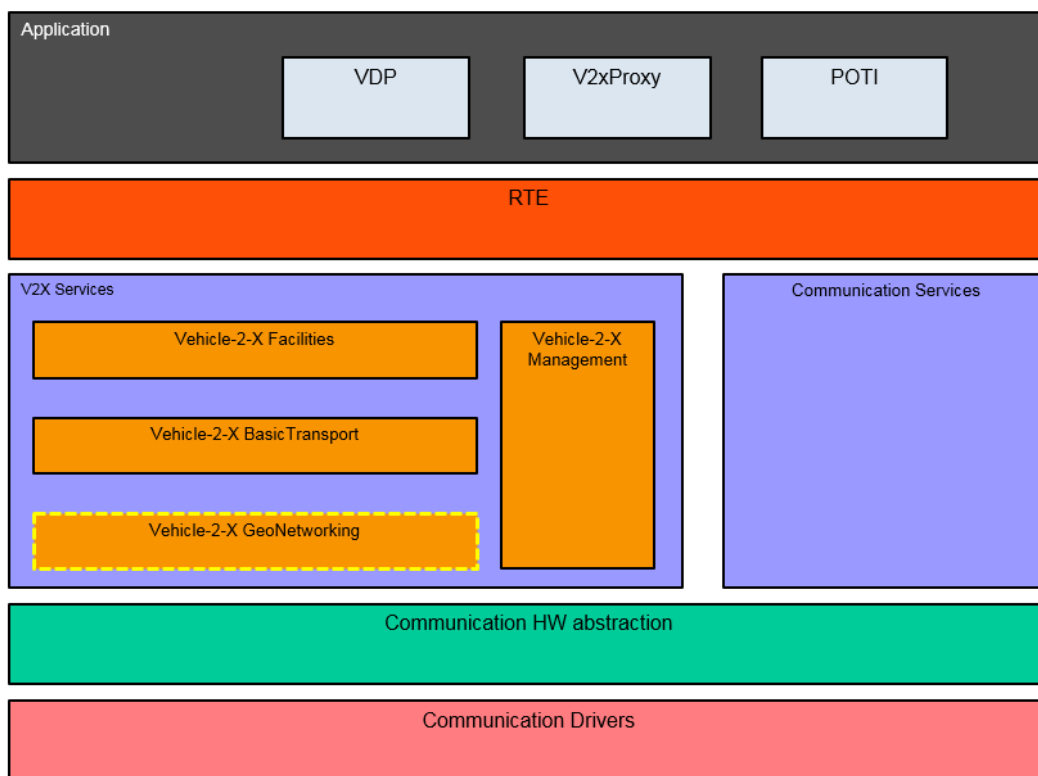 Application
VDP
V2xProxy
POTI
RTE
V2X Services
Communication Services
Vehicle-2-X Facilities
Vehicle-2-X
Management
Vehicle-2-X BasicTransport
Vehicle-2-X GeoNetworking
Communication HW abstraction
Communication Drivers